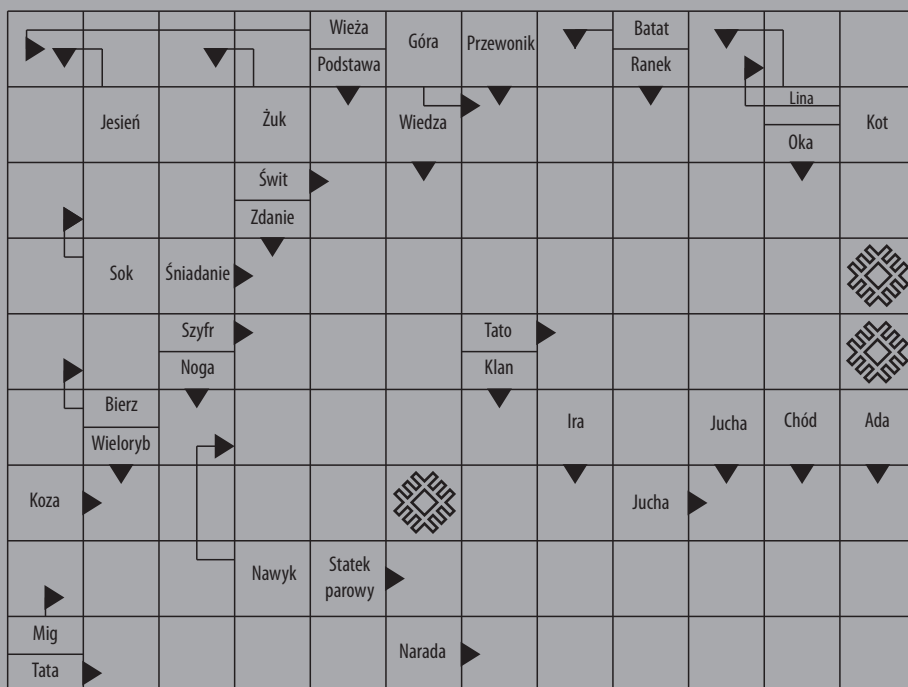 Wieża
Podstawa
Góra
Przewonik
Batat
Ranek
Jesień
Żuk
Wiedza
Lina
Oka
Kot
Świt
Zdanie
Sok
Śniadanie
Szyfr
Noga
Tato
Klan
Bierz
Wieloryb
Ira
Jucha
Chód
Ada
Koza
Jucha
Nawyk
Statek
parowy
Mig
Tata
Narada